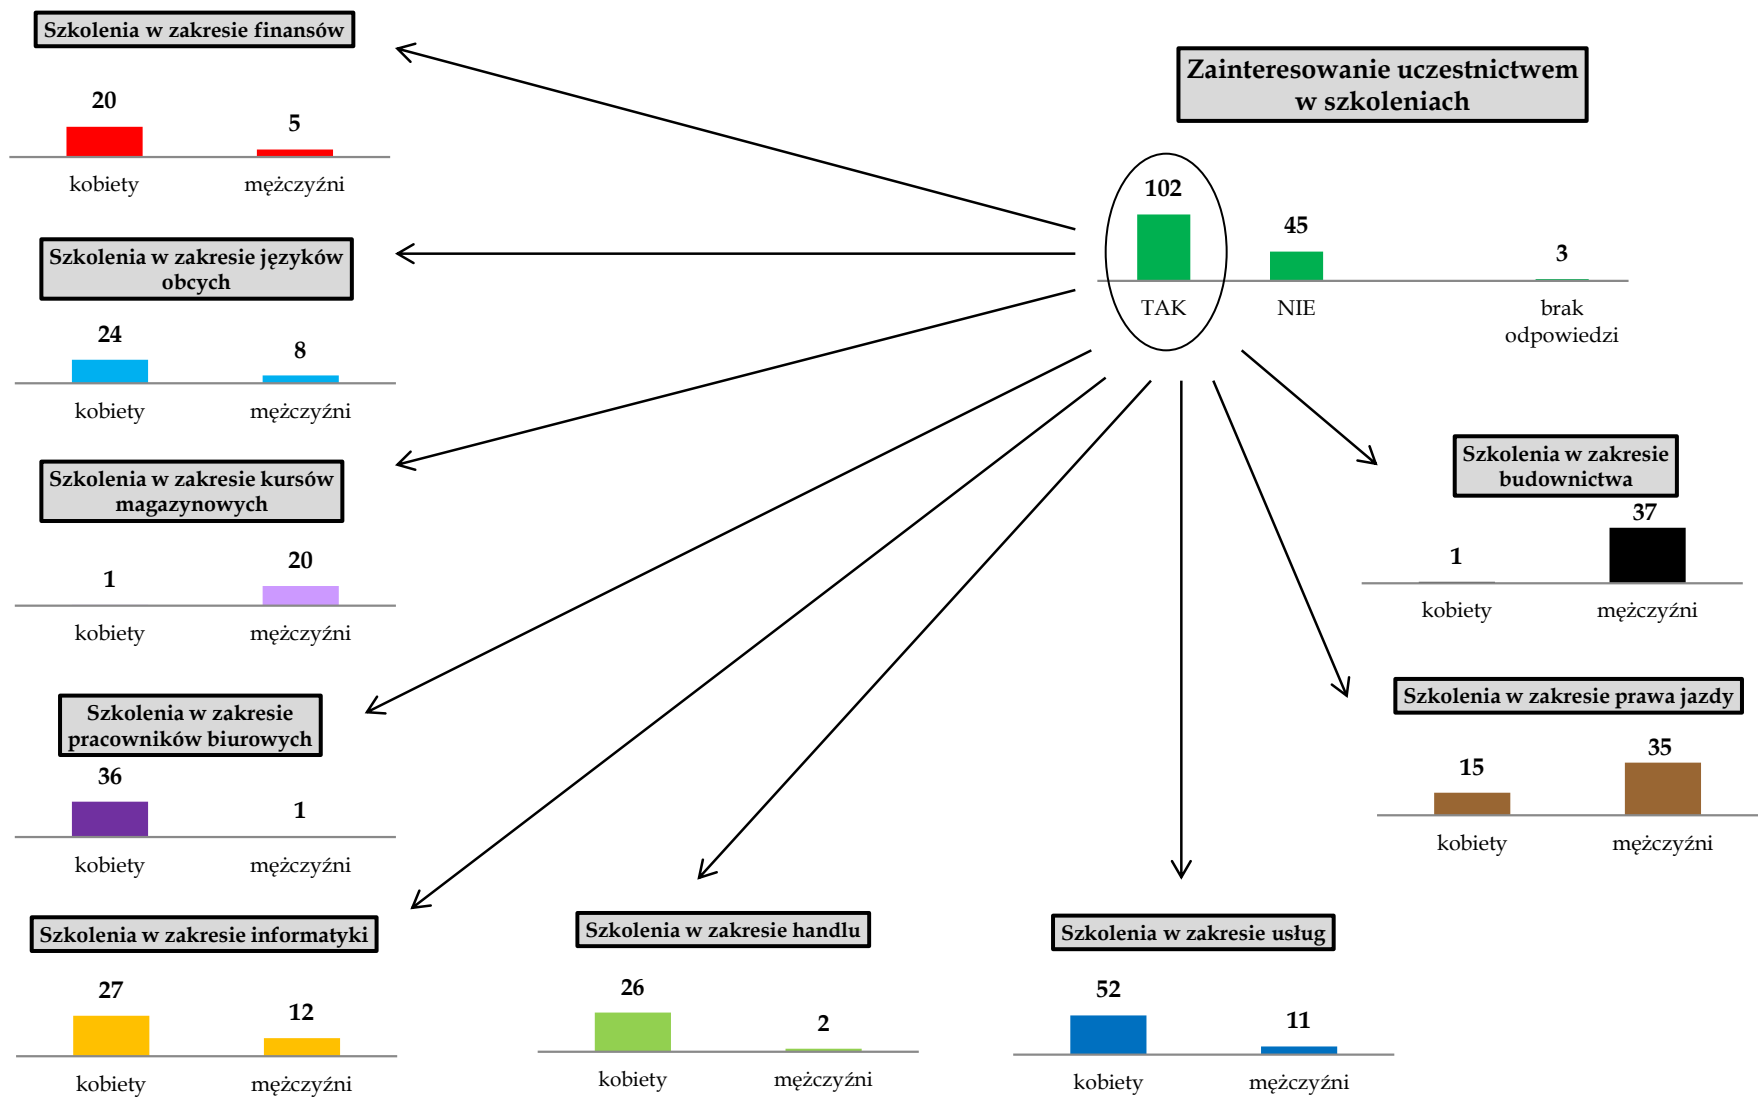 Szkolenia w zakresie finansów
20
5
kobiety
mężczyźni
Zainteresowanie uczestnictwem
w szkoleniach
102
45
3
TAK
NIE
brak
odpowiedzi
Szkolenia w zakresie języków
obcych
24
8
kobiety
mężczyźni
Szkolenia w zakresie kursów
magazynowych
1
20
kobiety
mężczyźni
Szkolenia w zakresie
budownictwa
1
37
kobiety
mężczyźni
Szkolenia w zakresie
pracowników biurowych
36
1
kobiety
mężczyźni
Szkolenia w zakresie prawa jazdy
15
35
kobiety
mężczyźni
Szkolenia w zakresie informatyki
27
12
kobiety
mężczyźni
Szkolenia w zakresie handlu
26
2
kobiety
mężczyźni
Szkolenia w zakresie usług
52
11
kobiety
mężczyźni